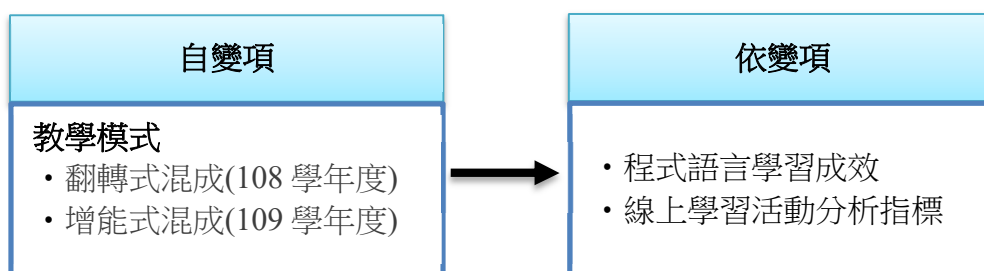 自變項
教學模式
・翻轉式混成(108 學年度)
・增能式混成(109 學年度)
依變項
・程式語言學習成效
・線上學習活動分析指標